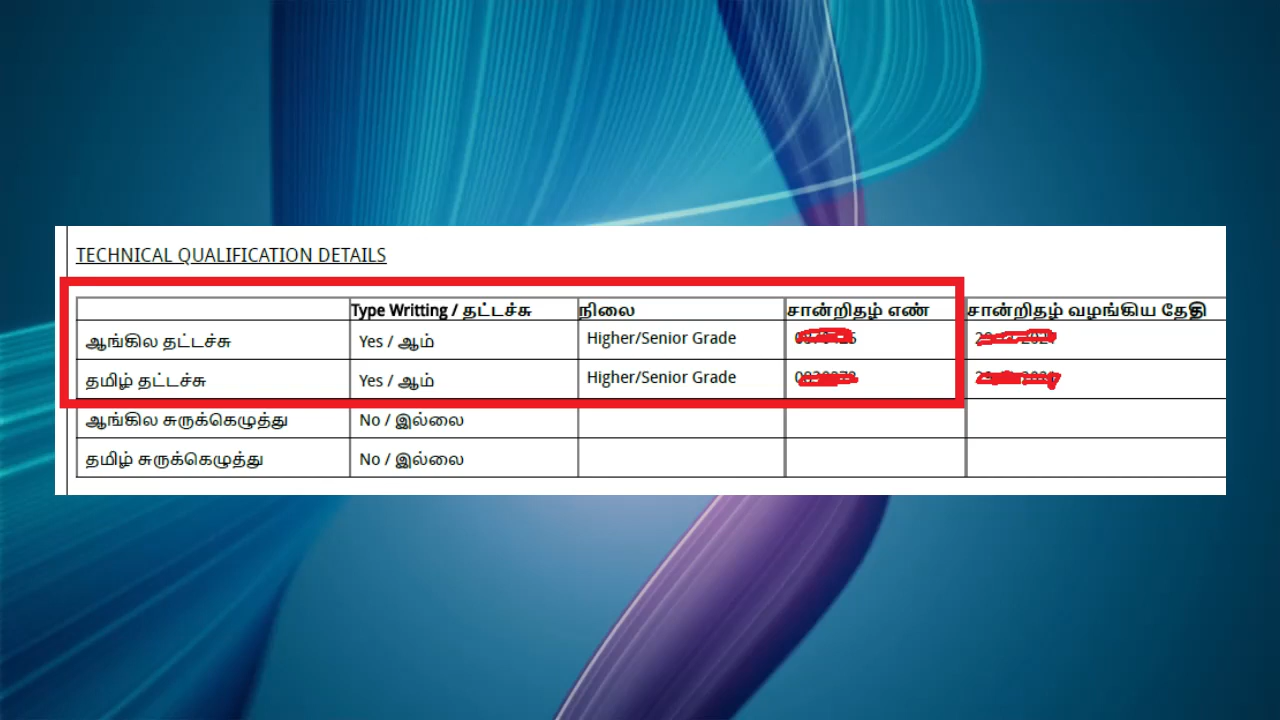 TECHNICAL QUALIFICATION DETAILS
Type Writting / தட்டச்சு நிலை சான்றிதழ் எண் சான்றிதழ் வழங்கிய தேதி
ஆங்கில தட்டச்சு Yes / ஆம் Higher/Senior Grade
தமிழ் தட்டச்சு Yes / ஆம் Higher/Senior Grade
ஆங்கில சுருக்கெழுத்து No / இல்லை
தமிழ் சுருக்கெழுத்து No / இல்லை